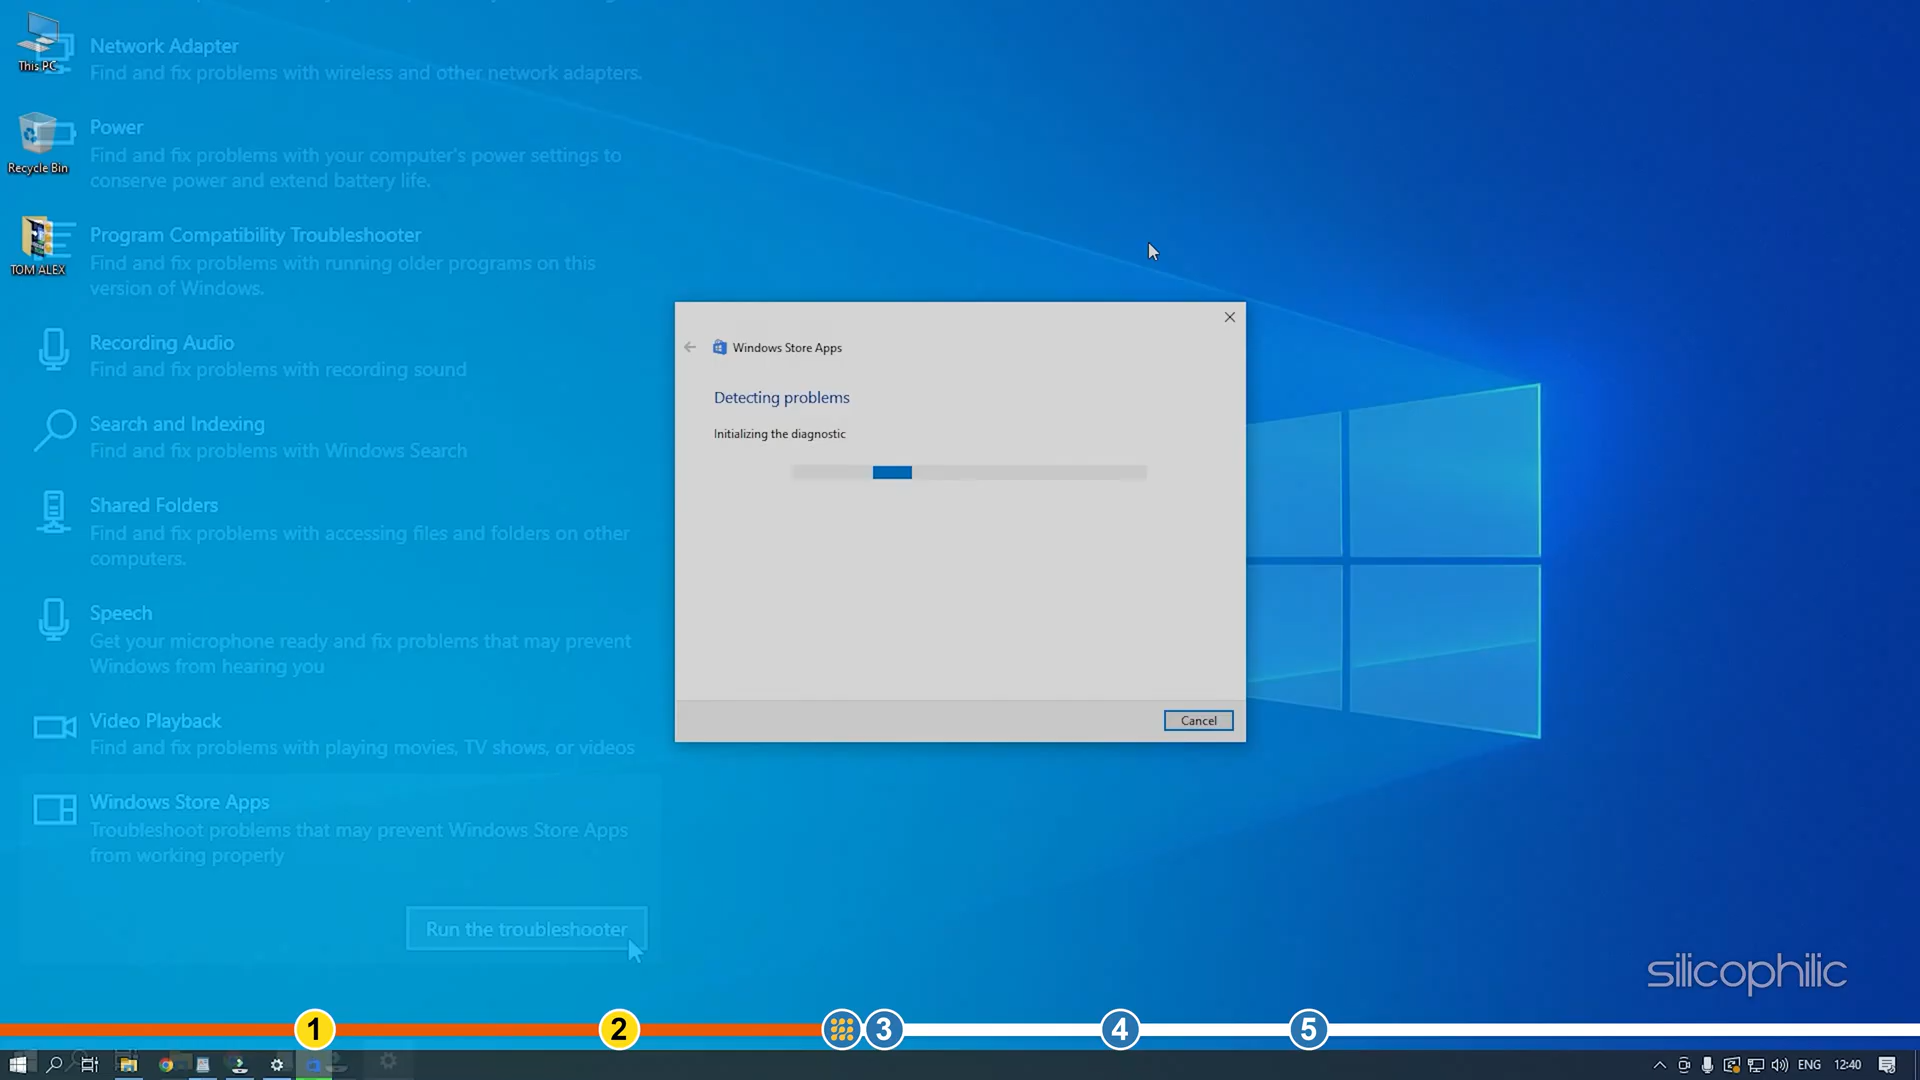 Network Adapter
Find and fix problems with wireless and other network adapters.
This PC
Power
Find and fix problems with your computer's power settings to
conserve power and extend battery life.
Recycle Bin
Program Compatibility Troubleshooter
Find and fix problems with running older programs on this
version of Windows.
TOM ALEX
Recording Audio
Find and fix problems with recording sound
Search and Indexing
Find and fix problems with Windows Search
Shared Folders
Find and fix problems with accessing files and folders on other
computers.
Speech
Get your microphone ready and fix problems that may prevent
Windows from hearing you
Video Playback
Find and fix problems with playing movies, TV shows, or videos
Windows Store Apps
Troubleshoot problems that may prevent Windows Store Apps
from working properly
Run the troubleshooter
Windows Store Apps
Detecting problems
Initializing the diagnostic
Cancel
silicophilic
1 2 3 4 5
ENG 12:40